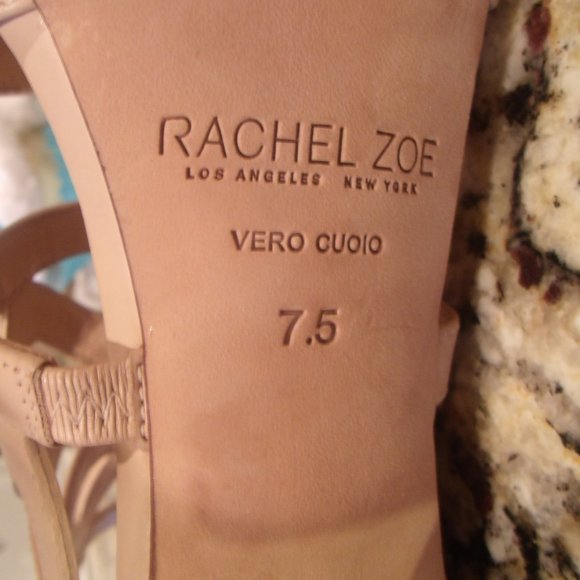 RACHEL ZOE
LOS ANGELES NEW YORK
VERO CUOIO
7.5